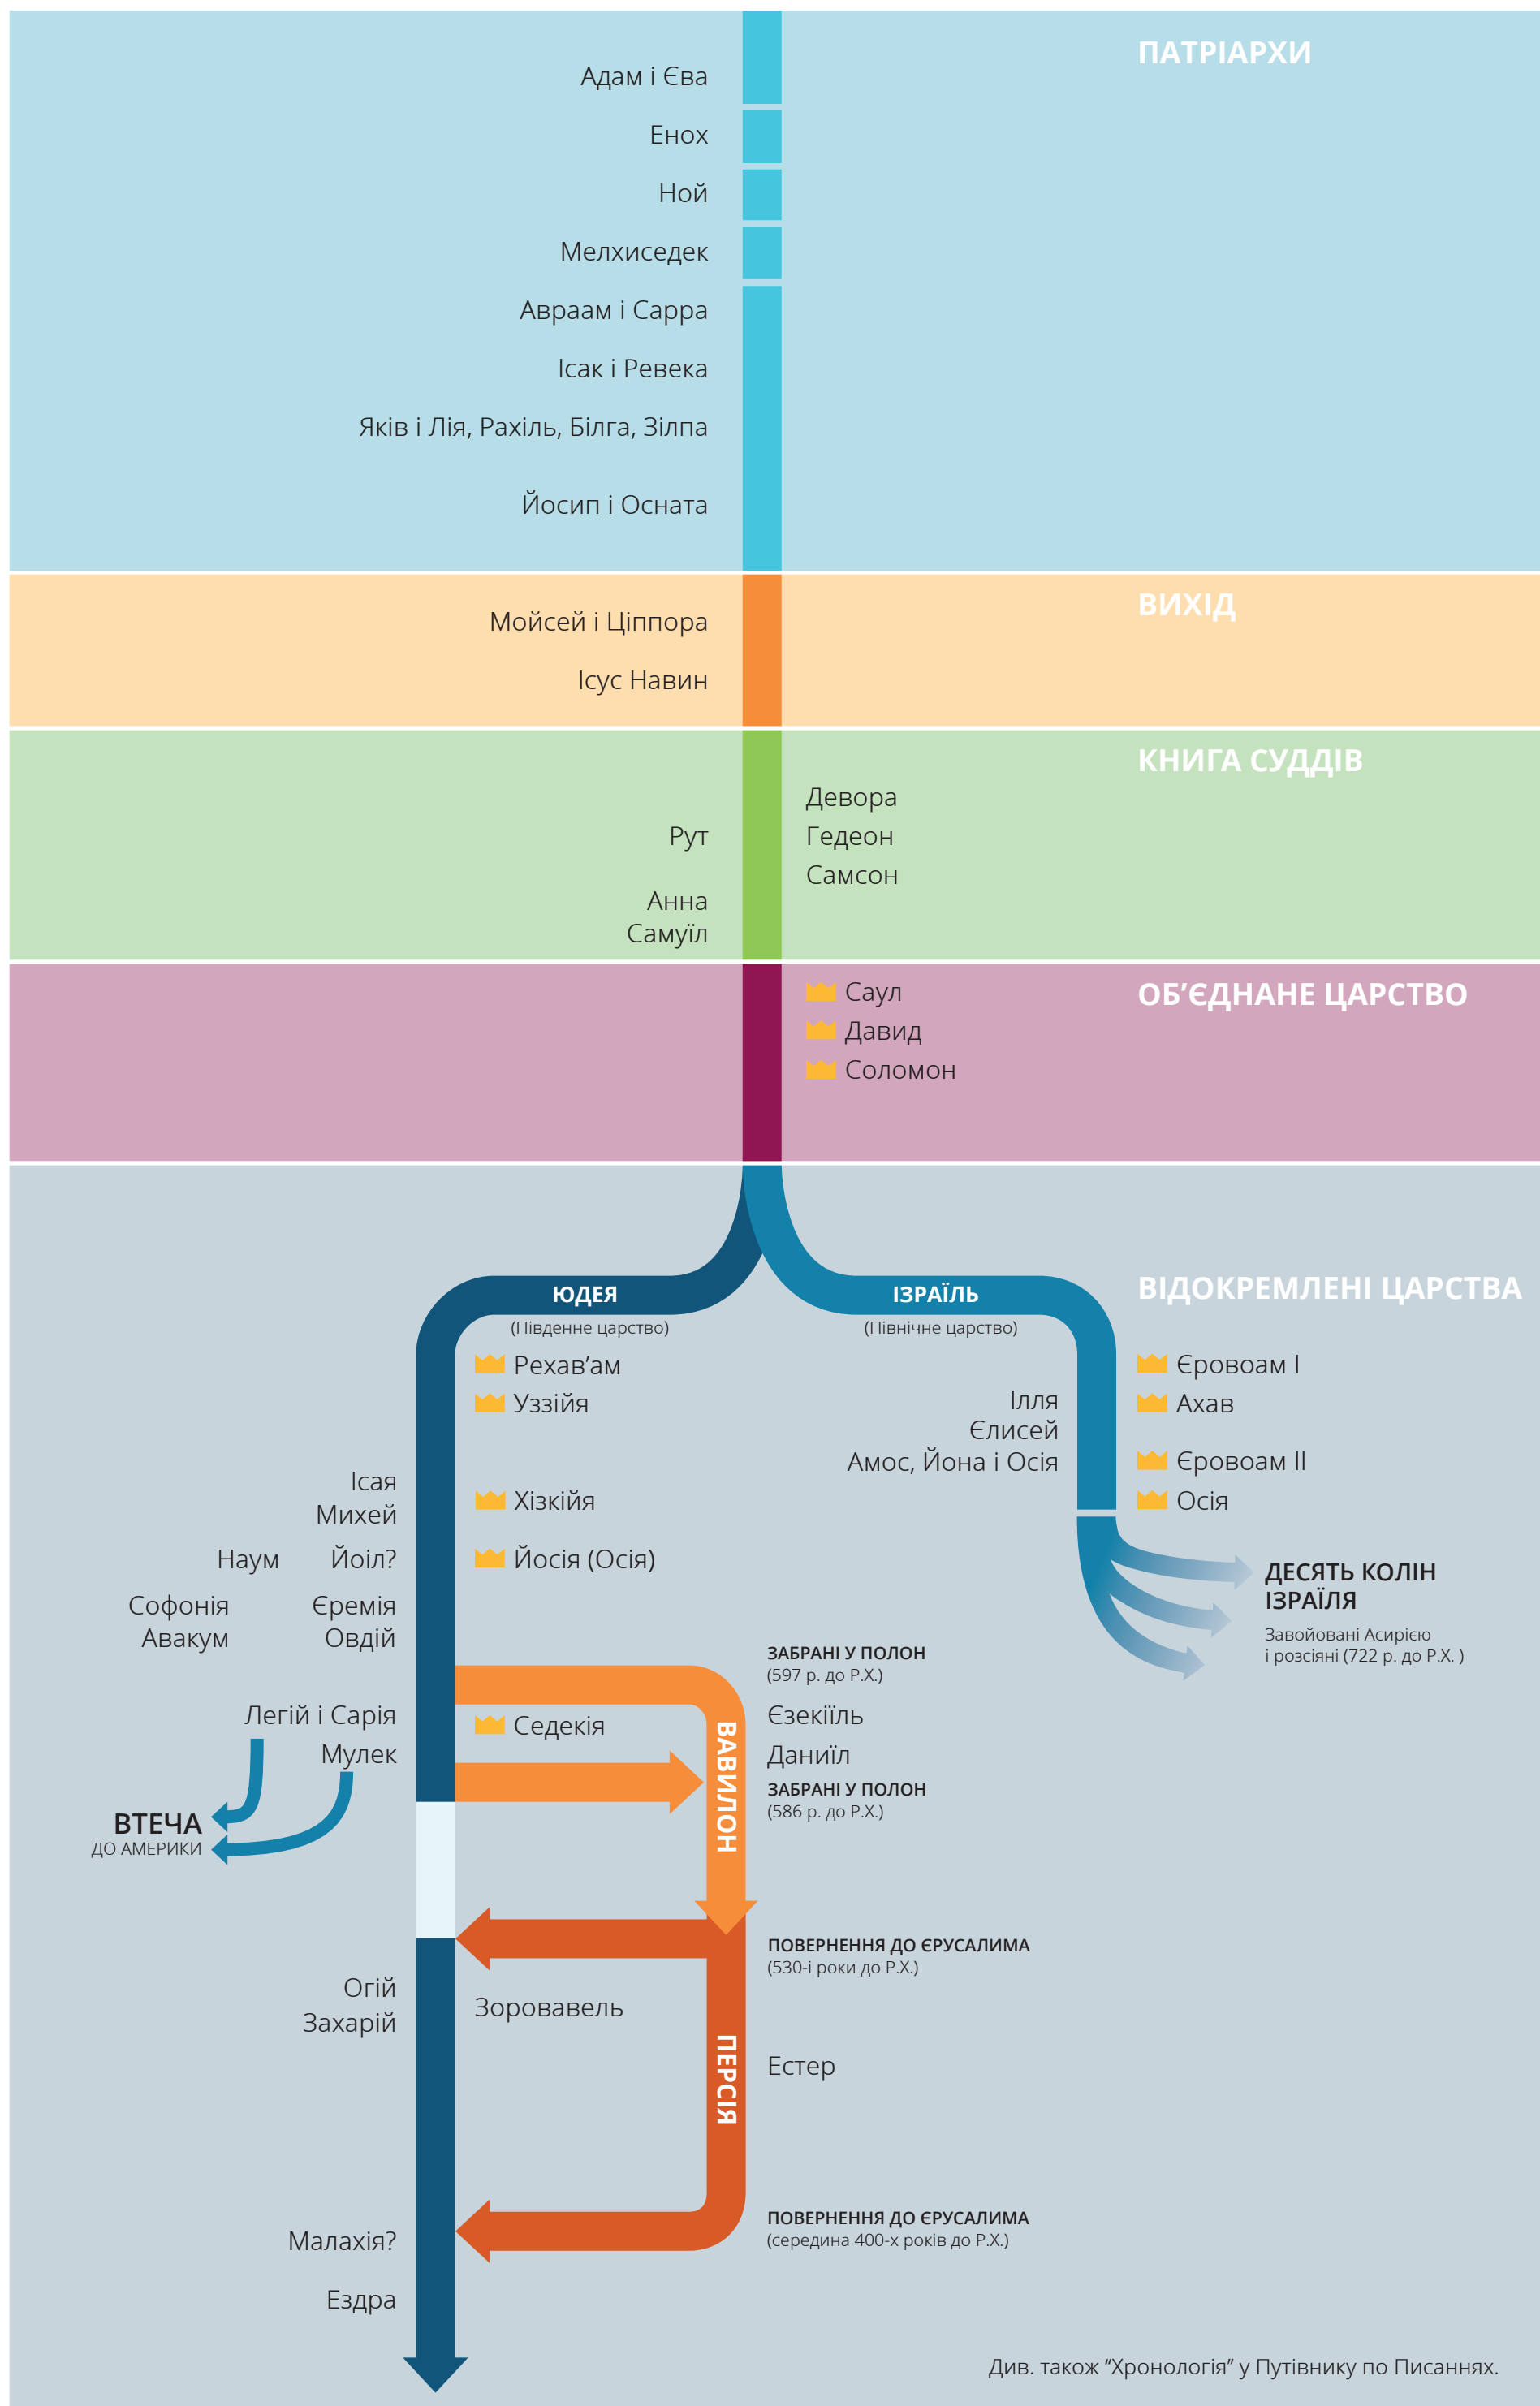 ПАТРІАРХИ
Адам і Єва
Енох
Ной
Мелхиседек
Авраам і Сарра
Ісак і Ревека
Яків і Лія, Рахіль, Білга, Зілпа
Йосип і Осната
ВИХІД
Мойсей і Ціппора
Ісус Навин
КНИГА СУДДІВ
Девора
Рут
Гедеон
Самсон
Анна
Самуїл
ОБ’ЄДНАНЕ ЦАРСТВО
Саул
Давид
Соломон
ВІДОКРЕМЛЕНІ ЦАРСТВА
ЮДЕЯ
(Південне царство)
Рехав’ам
Уззійя
Ісая
Михей
Хізкійя
Наум
Йоіл?
Йосія (Осія)
Софонія
Авакум
Єремія
Овдій
ІЗРАЇЛЬ
(Північне царство)
Ілля
Єлисей
Амос, Йона і Осія
Єровоам I
Ахав
Єровоам II
Осія
ДЕСЯТЬ КОЛІН
ІЗРАЇЛЯ
Завойовані Асирією
і розсіяні (722 р. до Р.Х. )
ЗАБРАНІ У ПОЛОН
(597 р. до Р.Х.)
Легій і Сарія
Мулек
Седекія
ВАВИЛОН
Єзекіїль
Даниїл
ЗАБРАНІ У ПОЛОН
(586 р. до Р.Х.)
ВТЕЧА
ДО АМЕРИКИ
ПОВЕРНЕННЯ ДО ЄРУСАЛИМА
(530-і роки до Р.Х.)
Огій
Захарій
Зоровавель
ПЕРСІЯ
Естер
ПОВЕРНЕННЯ ДО ЄРУСАЛИМА
(середина 400-х років до Р.Х.)
Малахія?
Ездра
Див. також “Хронологія” у Путівнику по Писаннях.